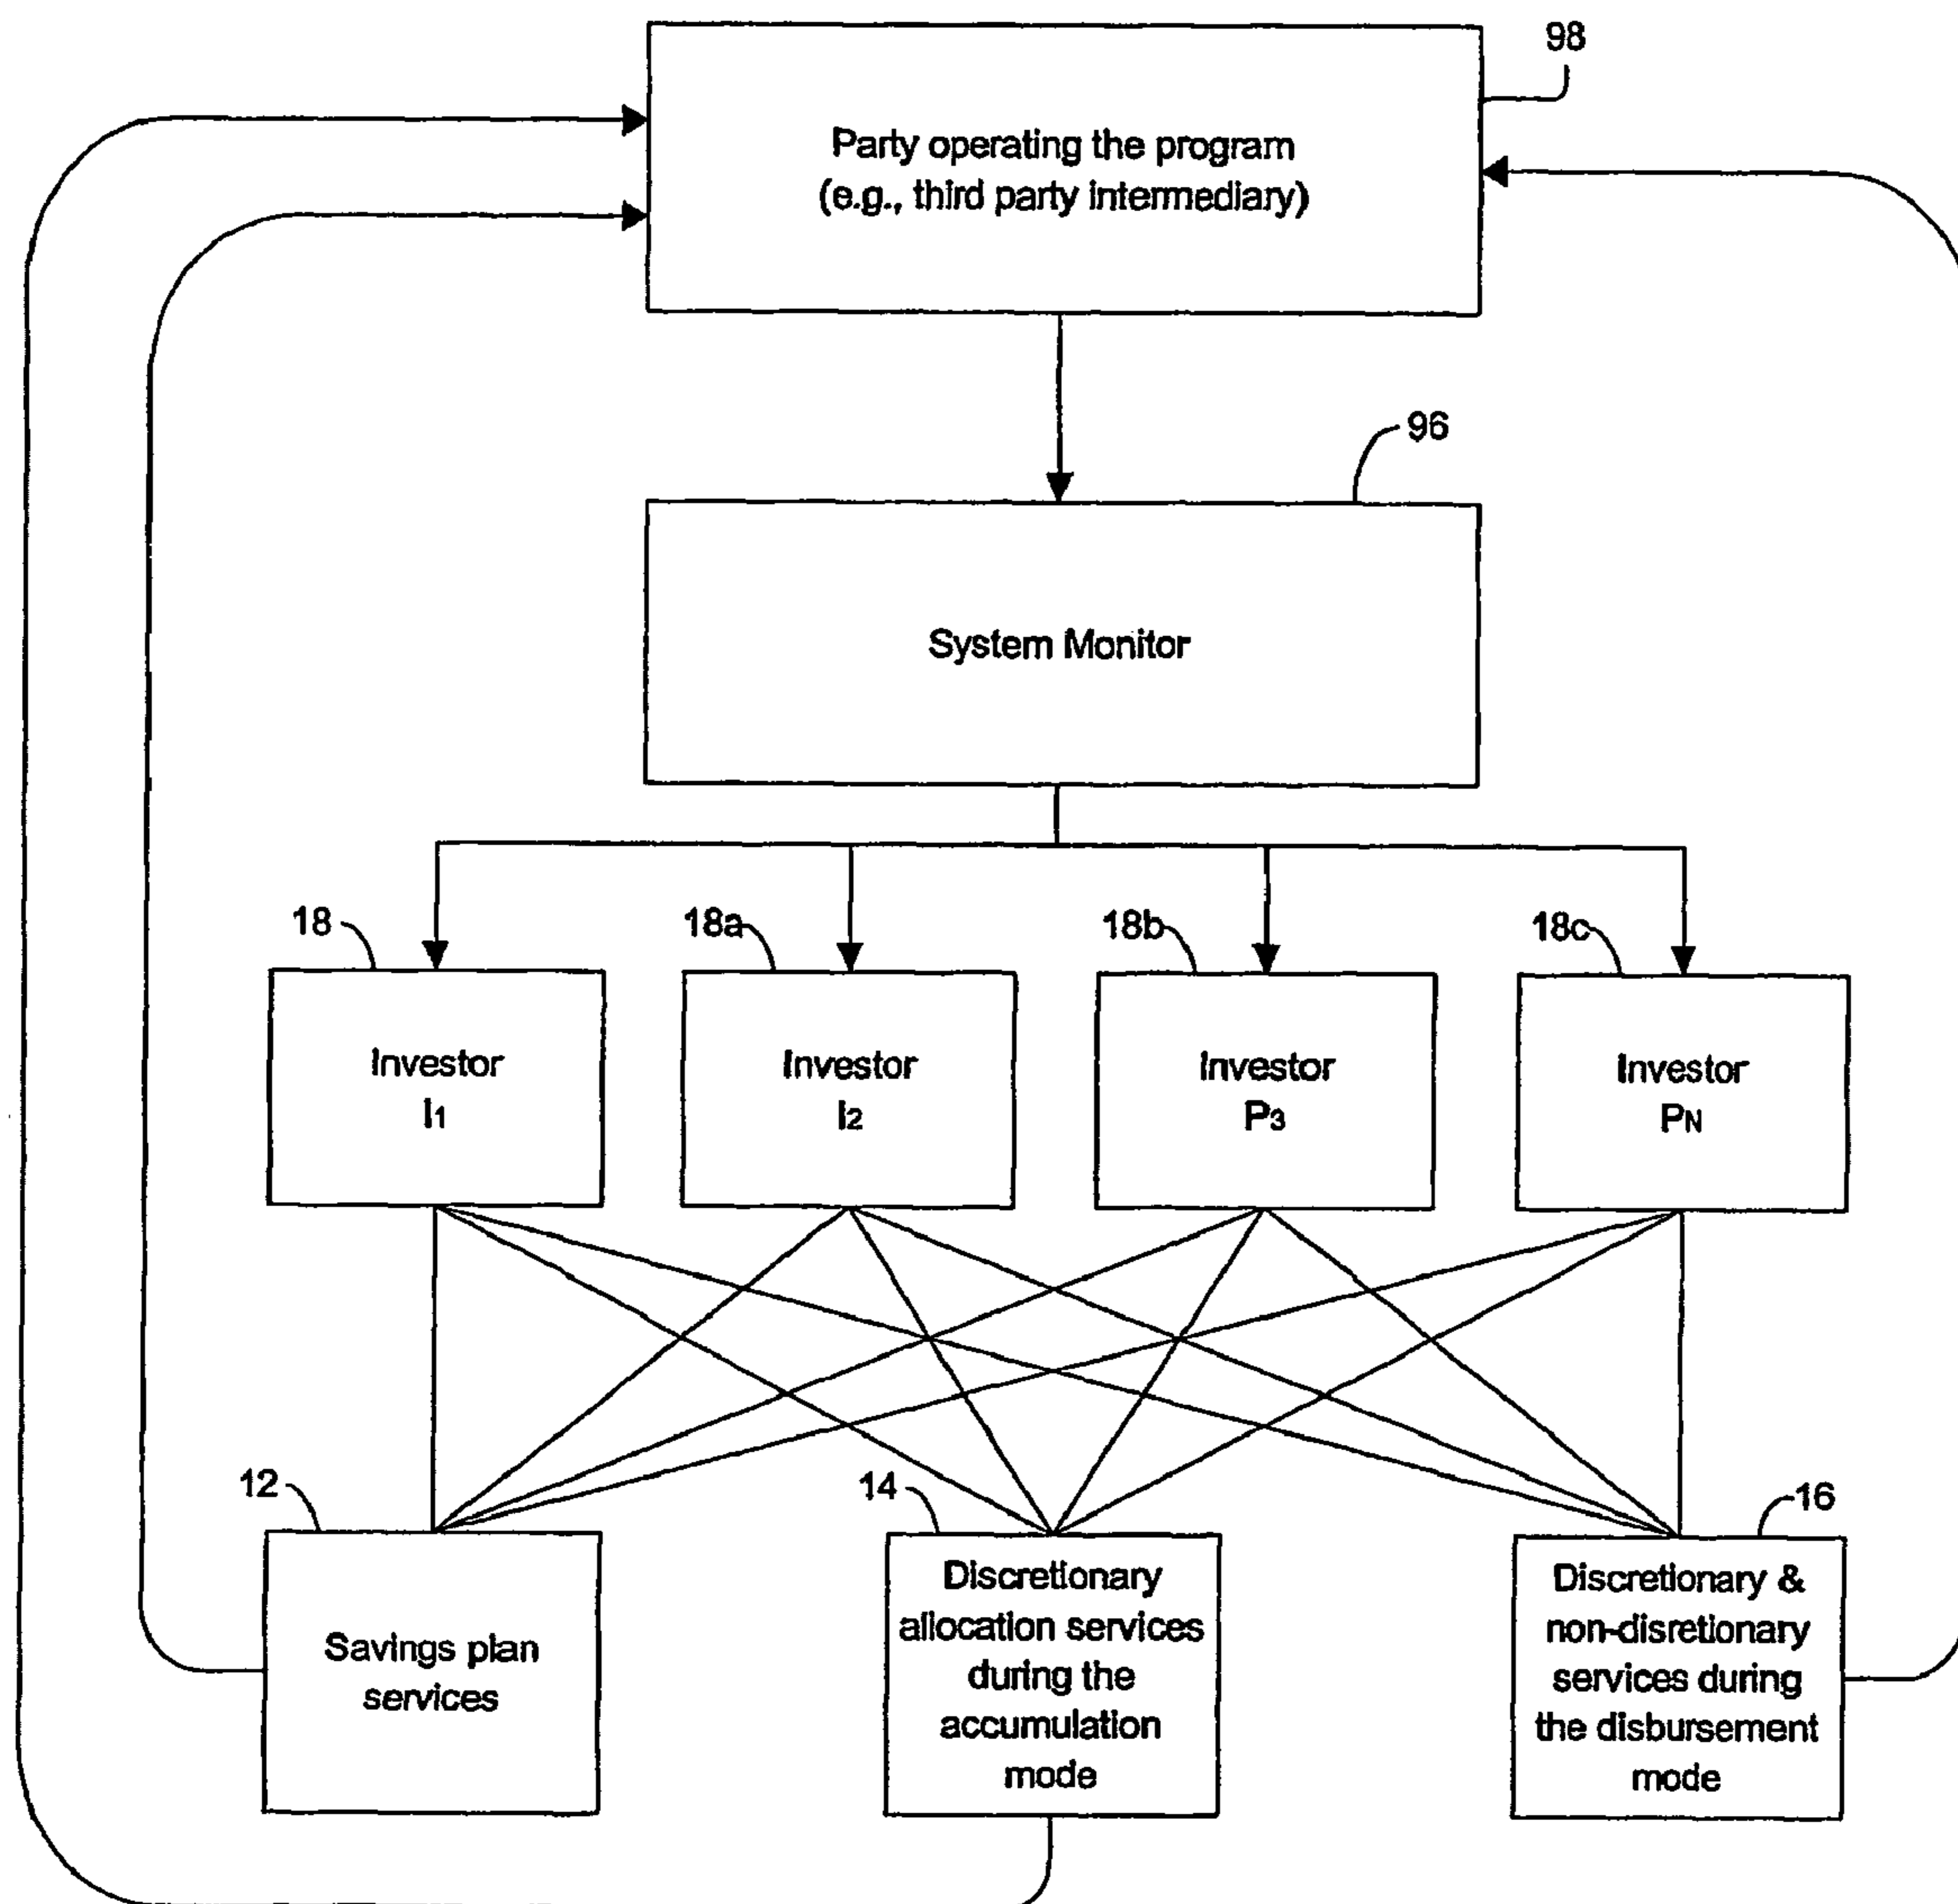 98
Party operating the program
(e.g., third party intermediary)
96
System Monitor
18
18a
18b
18c
Investor
I1
Investor
I2
Investor
P3
Investor
PN
12
14
16
Savings plan
services
Discretionary
allocation services
during the
accumulation
mode
Discretionary &
non-disretionary
services during
the disbursement
mode